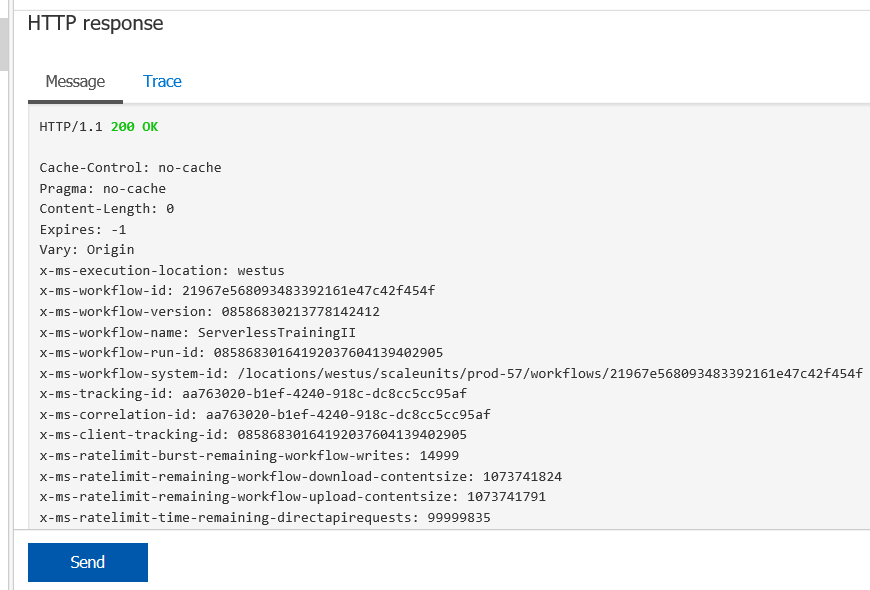 HTTP response
Message Trace
HTTP/1.1 200 OK
Cache-Control: no-cache
Pragma: no-cache
Content-Length: 0
Expires: -1
Vary: Origin
x-ms-execution-location: westus
x-ms-workflow-id: 21967e568093483392161e47c42f454f
x-ms-workflow-version: 08586830213778142412
x-ms-workflow-name: ServerlessTrainingII
x-ms-workflow-run-id: 08586830164192037604139402905
x-ms-workflow-system-id: /locations/westus/scaleunits/prod-57/workflows/21967e568093483392161e47c42f454f
x-ms-tracking-id: aa763020-b1ef-4240-918c-dc8cc5cc95af
x-ms-correlation-id: aa763020-b1ef-4240-918c-dc8cc5cc95af
x-ms-client-tracking-id: 08586830164192037604139402905
x-ms-ratelimit-burst-remaining-workflow-writes: 14999
x-ms-ratelimit-remaining-workflow-download-contentsize: 1073741824
x-ms-ratelimit-remaining-workflow-upload-contentsize: 1073741791
x-ms-ratelimit-time-remaining-directapirequests: 99999835
Send